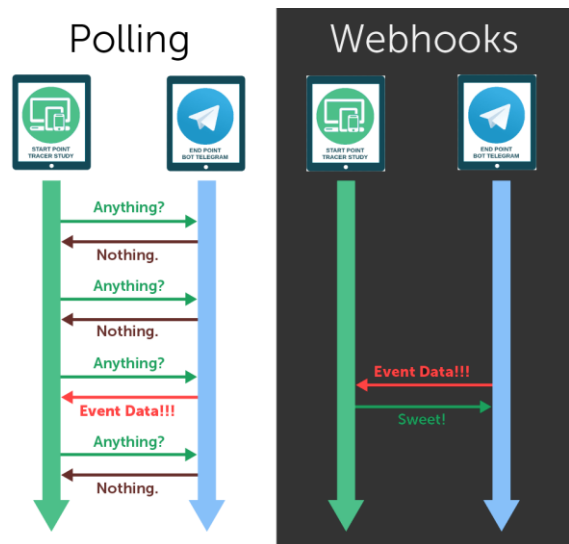 Polling
START POINT
TRACER STUDY
END POINT
BOT TELEGRAM
Anything?
Nothing.
Anything?
Nothing.
Anything?
Event Data!!!
Anything?
Nothing.
Webhooks
START POINT
TRACER STUDY
END POINT
BOT TELEGRAM
Event Data!!!
Sweet!